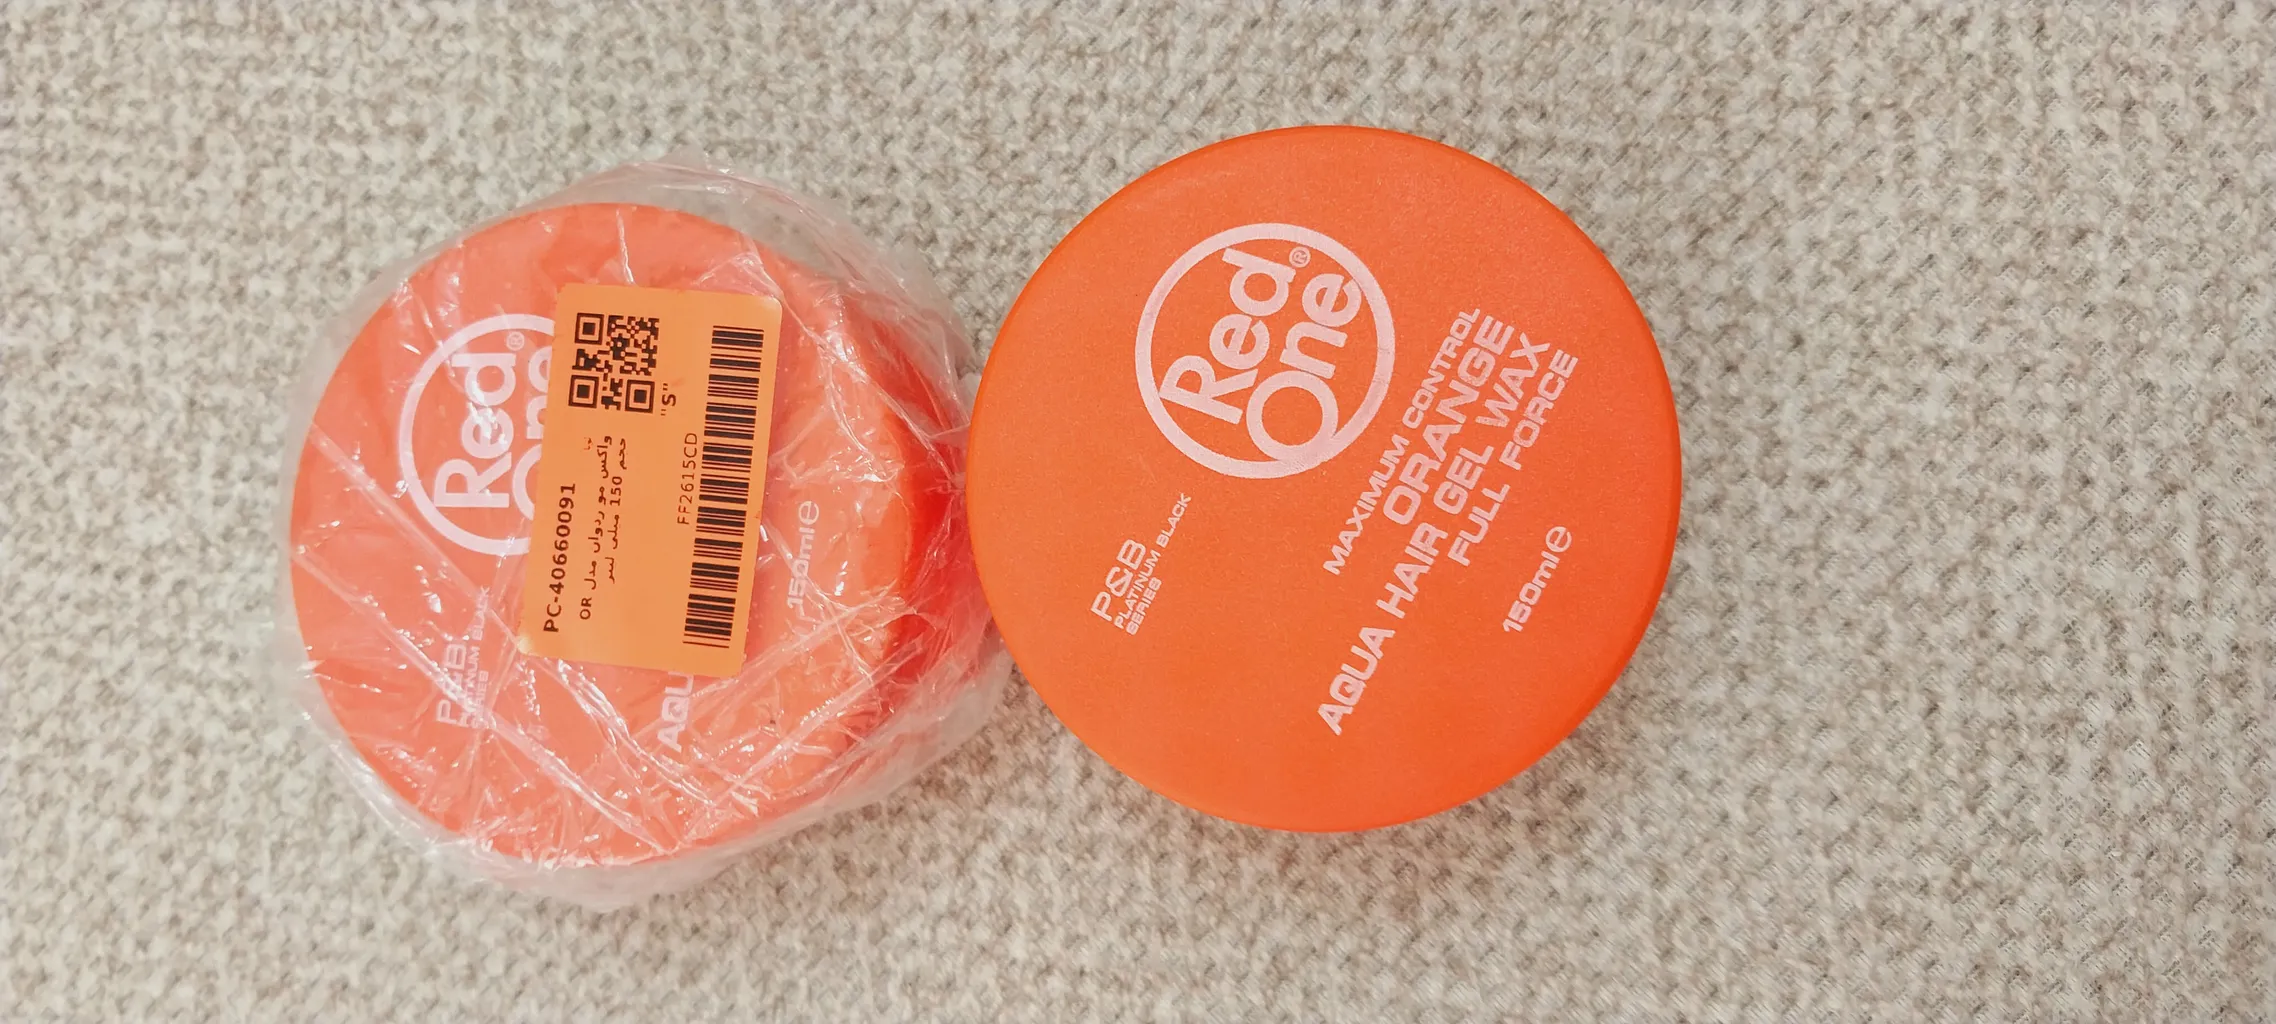 Red
One
®
P&B
PLATINUM BLACK
SERIES
AQU
150ml e
PC-40660091
واکس مو ردوان مدل OR
حجم 150 میلی لیتر
"S"
FF2615CD
Red
One
®
P&B
PLATINUM BLACK
SERIES
MAXIMUM CONTROL
ORANGE
AQUA HAIR GEL WAX
FULL FORCE
150ml e